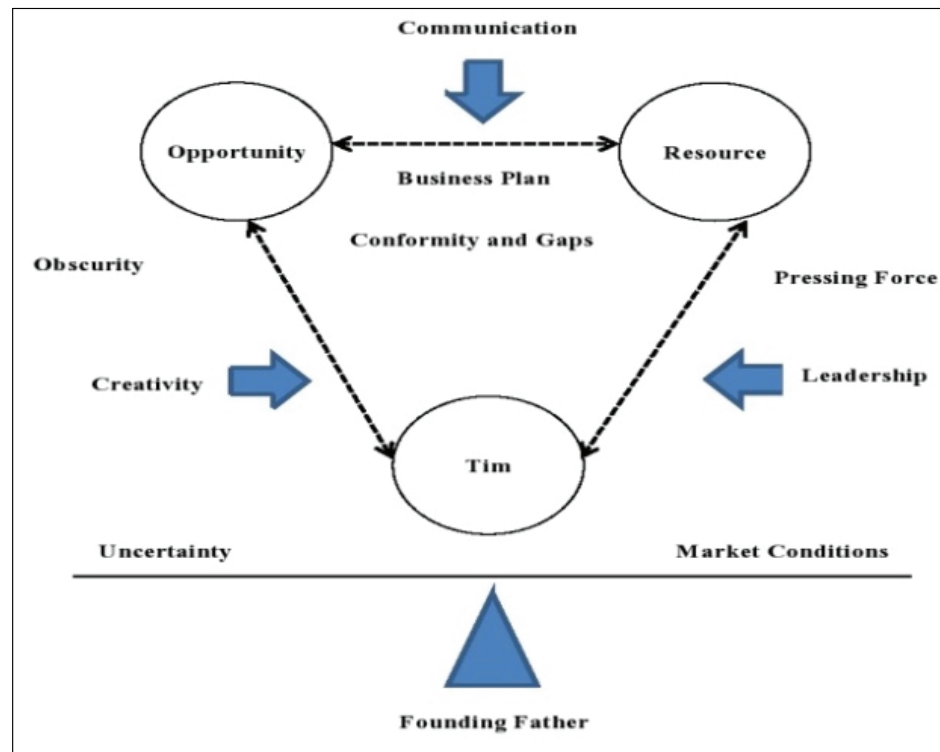 Communication
Opportunity
Resource
Business Plan
Conformity and Gaps
Obscurity
Pressing Force
Creativity
Leadership
Tim
Uncertainty
Market Conditions
Founding Father